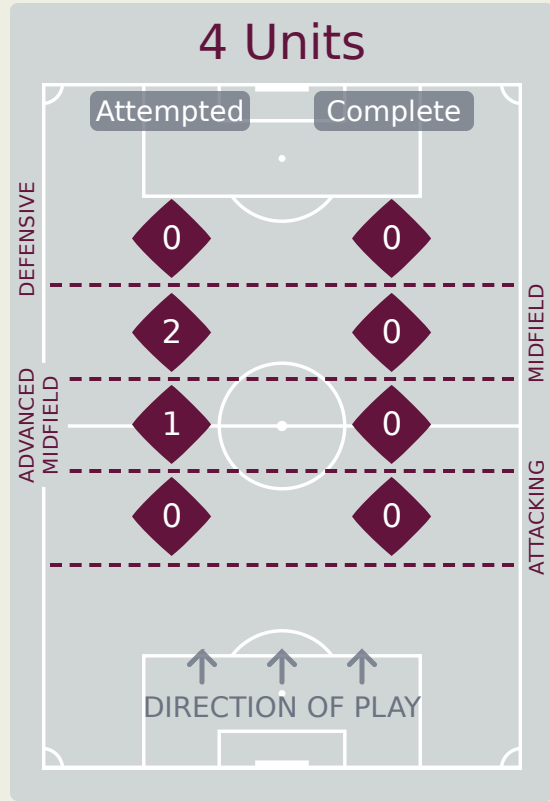 4 Units
Attempted
Complete
DEFENSIVE
0
0
MIDFIELD
2
0
ADVANCED
MIDFIELD
1
0
ATTACKING
0
0
DIRECTION OF PLAY